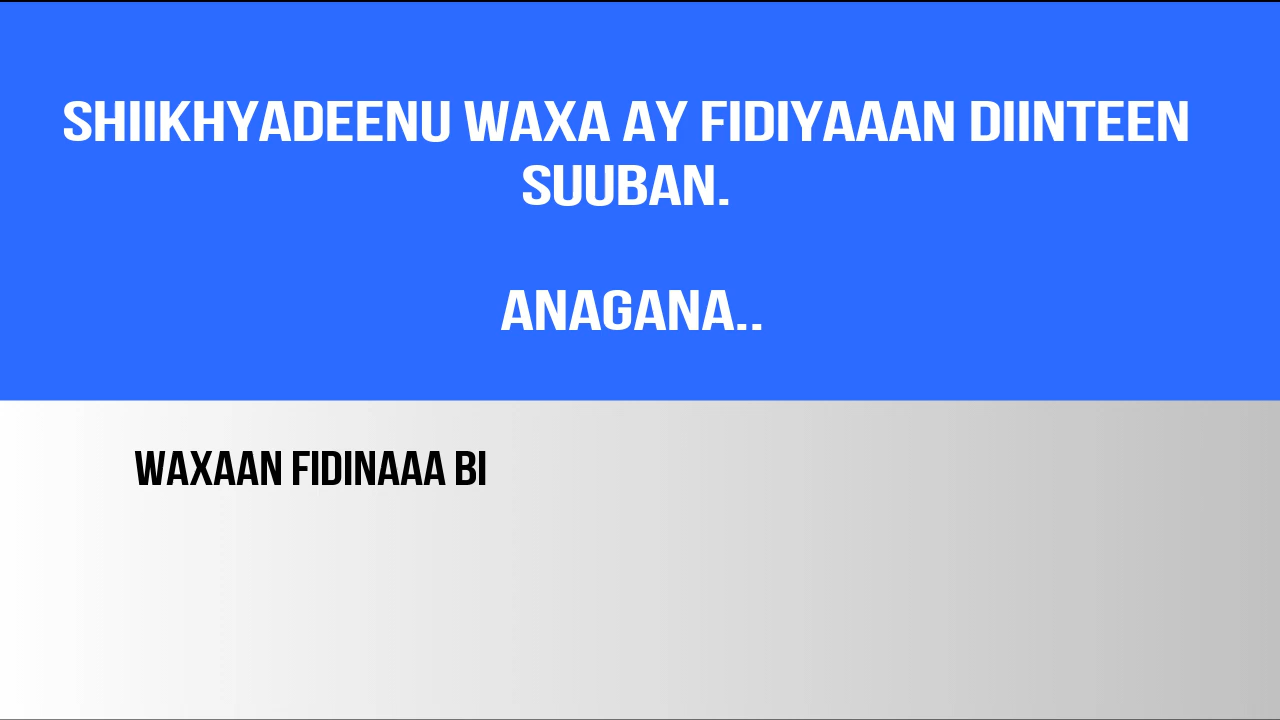 SHIIKHYADEENU WAXA AY FIDIYAAAN DIINTEEN
SUUBAN.
ANAGANA..
WAXAAN FIDINAAA BI